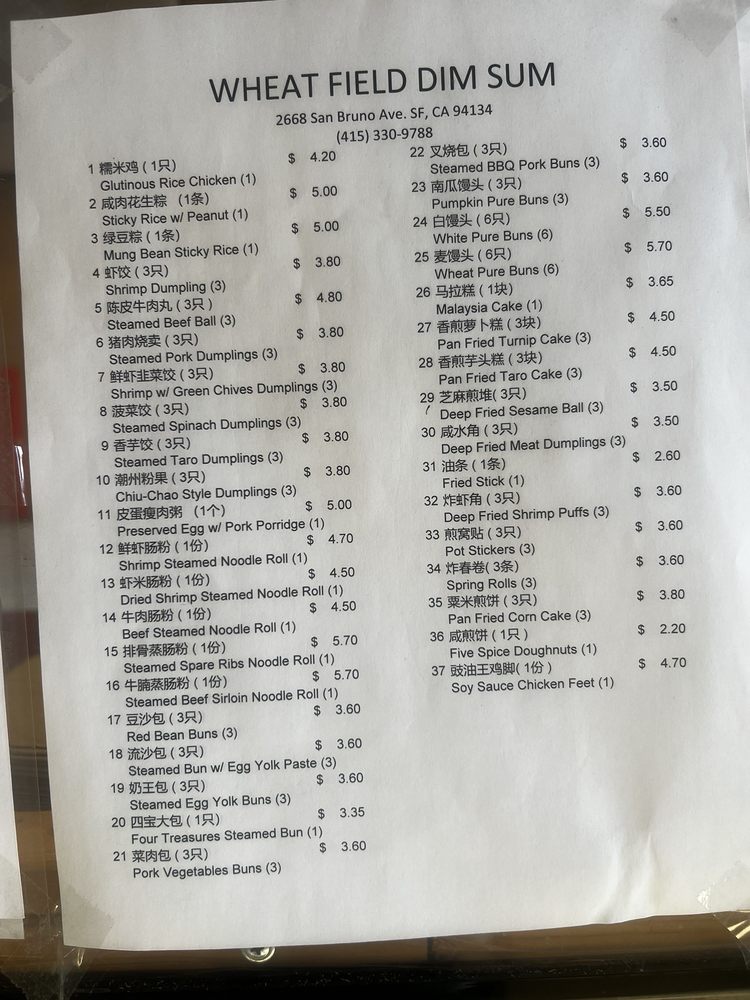 WHEAT FIELD DIM SUM
2668 San Bruno Ave. SF, CA 94134
(415) 330-9788
1 糯米鸡 ( 1只) $ 4.20
Glutinous Rice Chicken (1)
2 咸肉花生粽 (1条) $ 5.00
Sticky Rice w/ Peanut (1)
3 绿豆粽 ( 1条) $ 5.00
Mung Bean Sticky Rice (1)
4 虾饺 ( 3只) $ 3.80
Shrimp Dumpling (3)
5 陈皮牛肉丸 ( 3只 ) $ 4.80
Steamed Beef Ball (3)
6 猪肉烧卖 ( 3只) $ 3.80
Steamed Pork Dumplings (3)
7 鲜虾韭菜饺 ( 3只) $ 3.80
Shrimp w/ Green Chives Dumplings (3)
8 菠菜饺 ( 3只) $ 3.80
Steamed Spinach Dumplings (3)
9 香芋饺 ( 3只) $ 3.80
Steamed Taro Dumplings (3)
10 潮州粉果 ( 3只) $ 3.80
Chiu-Chao Style Dumplings (3)
11 皮蛋瘦肉粥 (1个) $ 5.00
Preserved Egg w/ Pork Porridge (1)
12 鲜虾肠粉 ( 1份) $ 4.70
Shrimp Steamed Noodle Roll (1)
13 虾米肠粉 ( 1份) $ 4.50
Dried Shrimp Steamed Noodle Roll (1)
14 牛肉肠粉 ( 1份) $ 4.50
Beef Steamed Noodle Roll (1)
15 排骨蒸肠粉 ( 1份) $ 5.70
Steamed Spare Ribs Noodle Roll (1)
16 牛腩蒸肠粉 ( 1份) $ 5.70
Steamed Beef Sirloin Noodle Roll (1)
17 豆沙包 ( 3只) $ 3.60
Red Bean Buns (3)
18 流沙包 ( 3只) $ 3.60
Steamed Bun w/ Egg Yolk Paste (3)
19 奶王包 ( 3只) $ 3.60
Steamed Egg Yolk Buns (3)
20 四宝大包 ( 1只) $ 3.35
Four Treasures Steamed Bun (1)
21 菜肉包 ( 3只) $ 3.60
Pork Vegetables Buns (3)
22 叉烧包 ( 3只) $ 3.60
Steamed BBQ Pork Buns (3)
23 南瓜馒头 ( 3只) $ 3.60
Pumpkin Pure Buns (3)
24 白馒头 ( 6只) $ 5.50
White Pure Buns (6)
25 麦馒头 ( 6只) $ 5.70
Wheat Pure Buns (6)
26 马拉糕 ( 1块) $ 3.65
Malaysia Cake (1)
27 香煎萝卜糕 ( 3块) $ 4.50
Pan Fried Turnip Cake (3)
28 香煎芋头糕 ( 3块) $ 4.50
Pan Fried Taro Cake (3)
29 芝麻煎堆( 3只) $ 3.50
Deep Fried Sesame Ball (3)
30 咸水角 ( 3只) $ 3.50
Deep Fried Meat Dumplings (3)
31 油条 ( 1条) $ 2.60
Fried Stick (1)
32 炸虾角 ( 3只) $ 3.60
Deep Fried Shrimp Puffs (3)
33 煎窝贴 ( 3只) $ 3.60
Pot Stickers (3)
34 炸春卷( 3条) $ 3.60
Spring Rolls (3)
35 粟米煎饼 ( 3只) $ 3.80
Pan Fried Corn Cake (3)
36 咸煎饼 ( 1只 ) $ 2.20
Five Spice Doughnuts (1)
37 豉油王鸡脚( 1份 ) $ 4.70
Soy Sauce Chicken Feet (1)